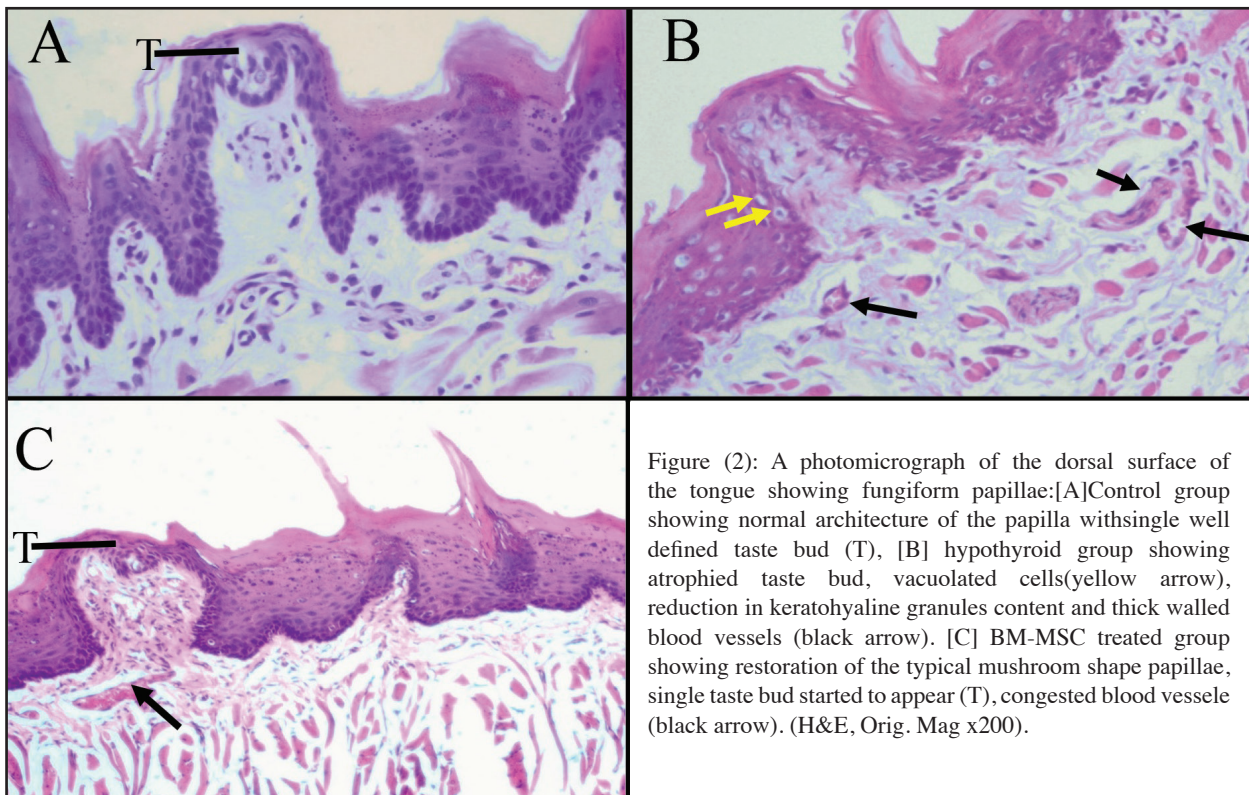 A
T
B
C
T
Figure (2): A photomicrograph of the dorsal surface of
the tongue showing fungiform papillae:[A]Control group
showing normal architecture of the papilla withsingle well
defined taste bud (T), [B] hypothyroid group showing
atrophied taste bud, vacuolated cells(yellow arrow),
reduction in keratohyaline granules content and thick walled
blood vessels (black arrow). [C] BM-MSC treated group
showing restoration of the typical mushroom shape papillae,
single taste bud started to appear (T), congested blood vessele
(black arrow). (H&E, Orig. Mag x200).